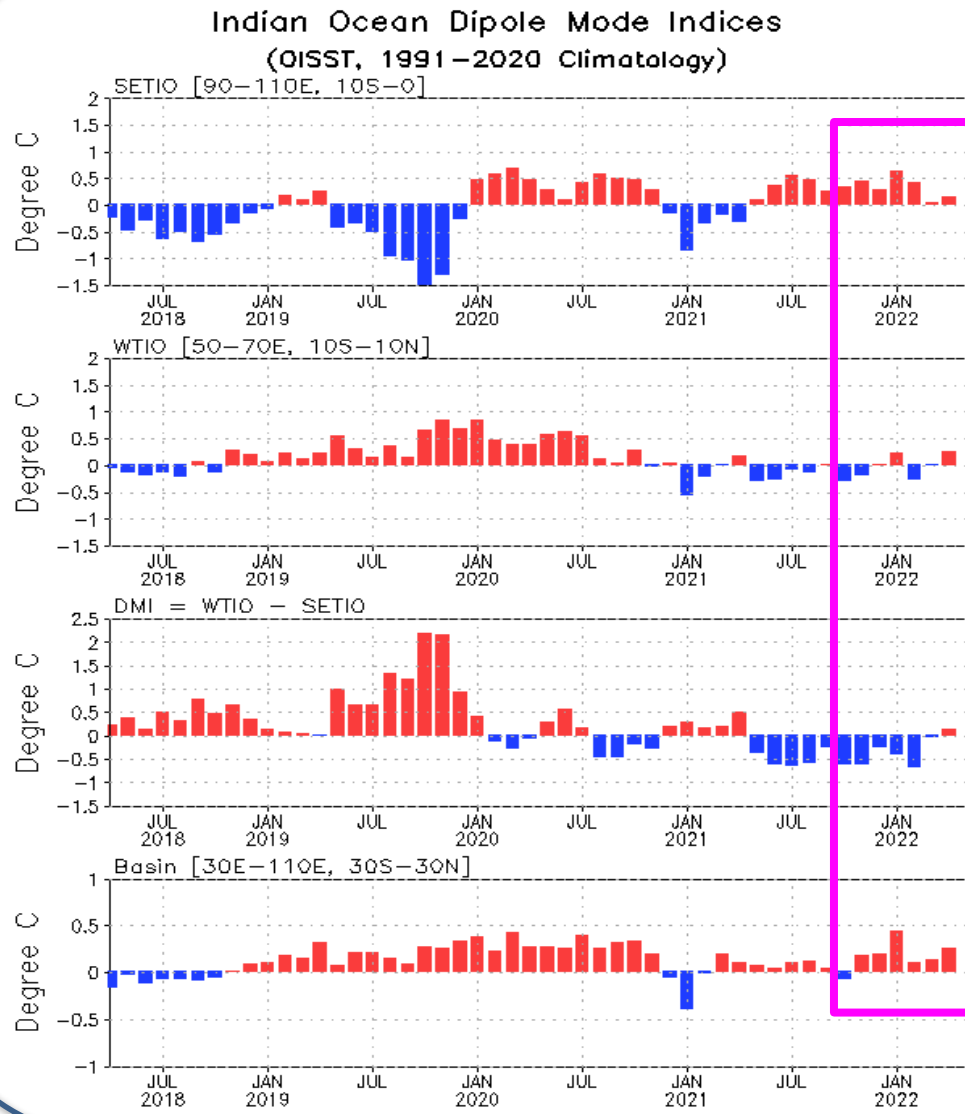 Indian Ocean Dipole Mode Indices
(OISST, 1991−2020 Climatology)
SETIO [90−110E, 10S−0]
Degree C
2
1.5
1
0.5
0
−0.5
−1
−1.5
JUL JAN JUL JAN JUL JAN JUL JAN
2018 2019 2020 2021 2022
WTIO [50−70E, 10S−10N]
Degree C
2
1.5
1
0.5
0
−0.5
−1
−1.5
JUL JAN JUL JAN JUL JAN JUL JAN
2018 2019 2020 2021 2022
DMI = WTIO − SETIO
Degree C
2.5
2
1.5
1
0.5
0
−0.5
−1
−1.5
JUL JAN JUL JAN JUL JAN JUL JAN
2018 2019 2020 2021 2022
Basin [30E−110E, 30S−30N]
Degree C
1
0.5
0
−0.5
−1
JUL JAN JUL JAN JUL JAN JUL JAN
2018 2019 2020 2021 2022